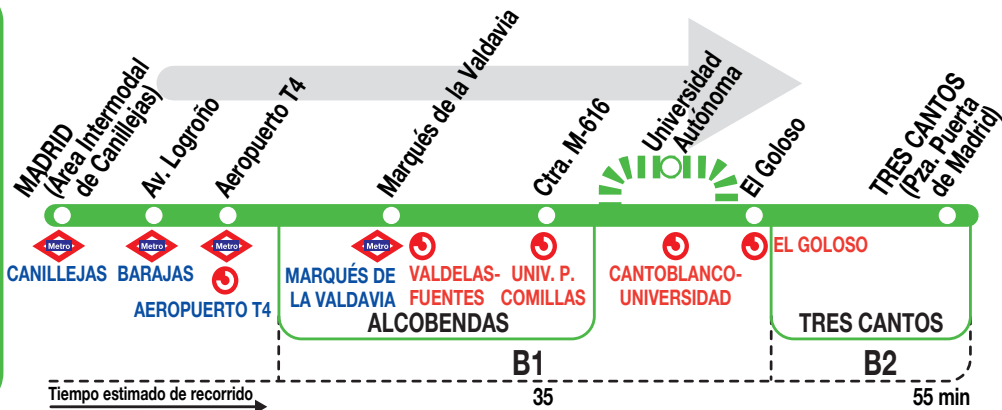 MADRID
(Área Intermodal
de Canillejas)
Av. Logroño
Aeropuerto T4
Marqués de la Valdavia
Ctra. M-616
Universidad
Autónoma
El Goloso
TRES CANTOS
(Pza. Puerta
de Madrid)
Metro
CANILLEJAS
Metro
BARAJAS
Metro
AEROPUERTO T4
Metro
MARQUÉS DE
LA VALDAVIA
VALDELAS-
FUENTES
UNIV. P.
COMILLAS
CANTOBLANCO-
UNIVERSIDAD
EL GOLOSO
ALCOBENDAS
TRES CANTOS
B1
B2
Tiempo estimado de recorrido
35
55 min